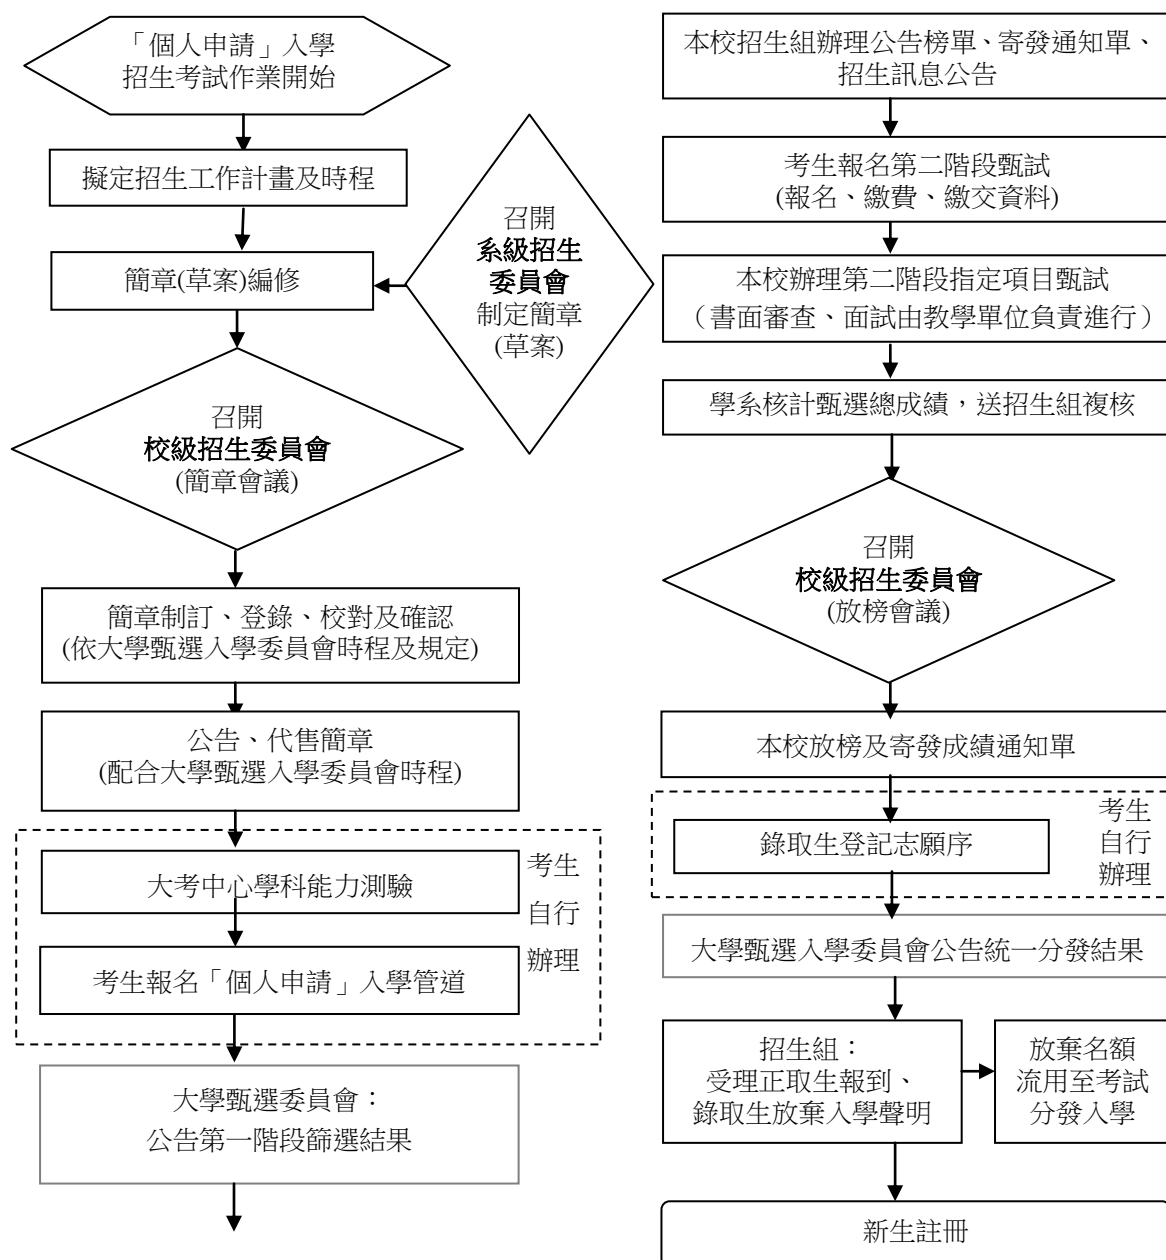 「個人申請」入學
招生考試作業開始
擬定招生工作計畫及時程
簡章(草案)編修
召開
系級招生
委員會
制定簡章
(草案)
召開
校級招生委員會
(簡章會議)
簡章制訂、登錄、校對及確認
(依大學甄選入學委員會時程及規定)
公告、代售簡章
(配合大學甄選入學委員會時程)
大考中心學科能力測驗
考生報名「個人申請」入學管道
考生
自行
辦理
大學甄選委員會：
公告第一階段篩選結果
本校招生組辦理公告榜單、寄發通知單、
招生訊息公告
考生報名第二階段甄試
(報名、繳費、繳交資料)
本校辦理第二階段指定項目甄試
（書面審查、面試由教學單位負責進行）
學系核計甄選總成績，送招生組複核
召開
校級招生委員會
(放榜會議)
本校放榜及寄發成績通知單
錄取生登記志願序
考生
自行
辦理
大學甄選入學委員會公告統一分發結果
招生組：
受理正取生報到、
錄取生放棄入學聲明
放棄名額
流用至考試
分發入學
新生註冊